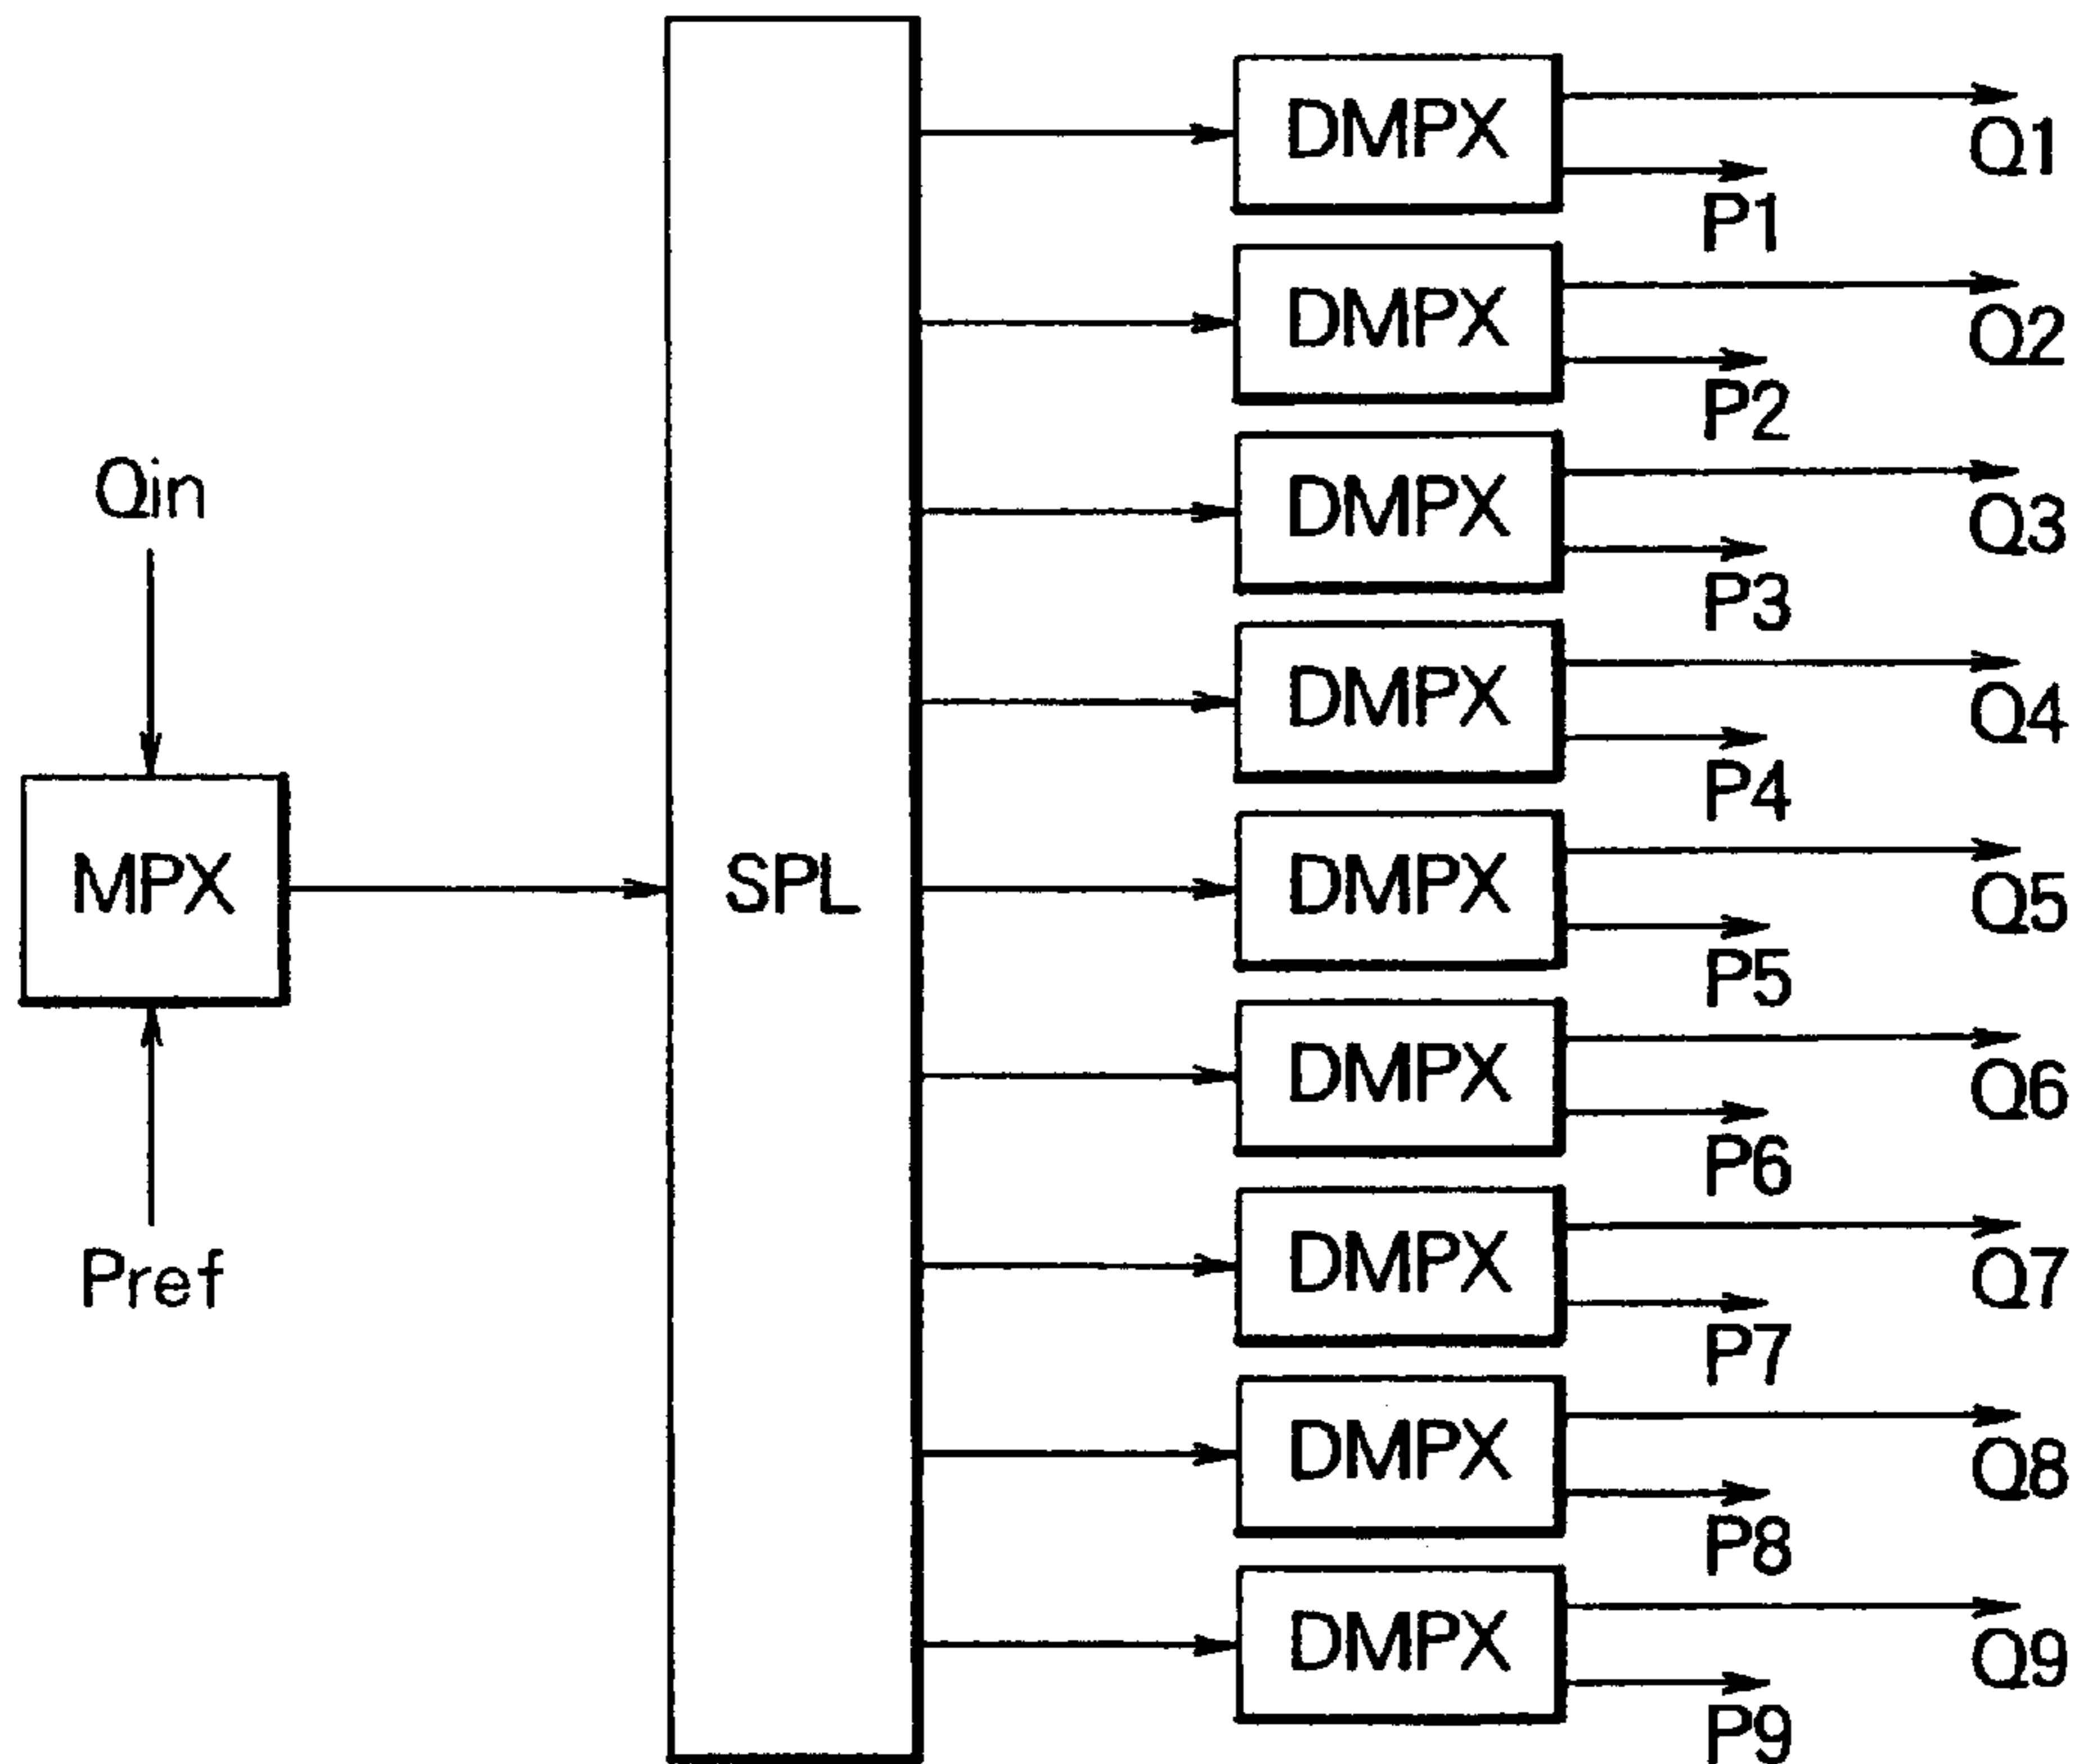 Qin
MPX
Pref
SPL
DMPX
Q1
P1
DMPX
Q2
P2
DMPX
Q3
P3
DMPX
Q4
P4
DMPX
Q5
P5
DMPX
Q6
P6
DMPX
Q7
P7
DMPX
Q8
P8
DMPX
Q9
P9